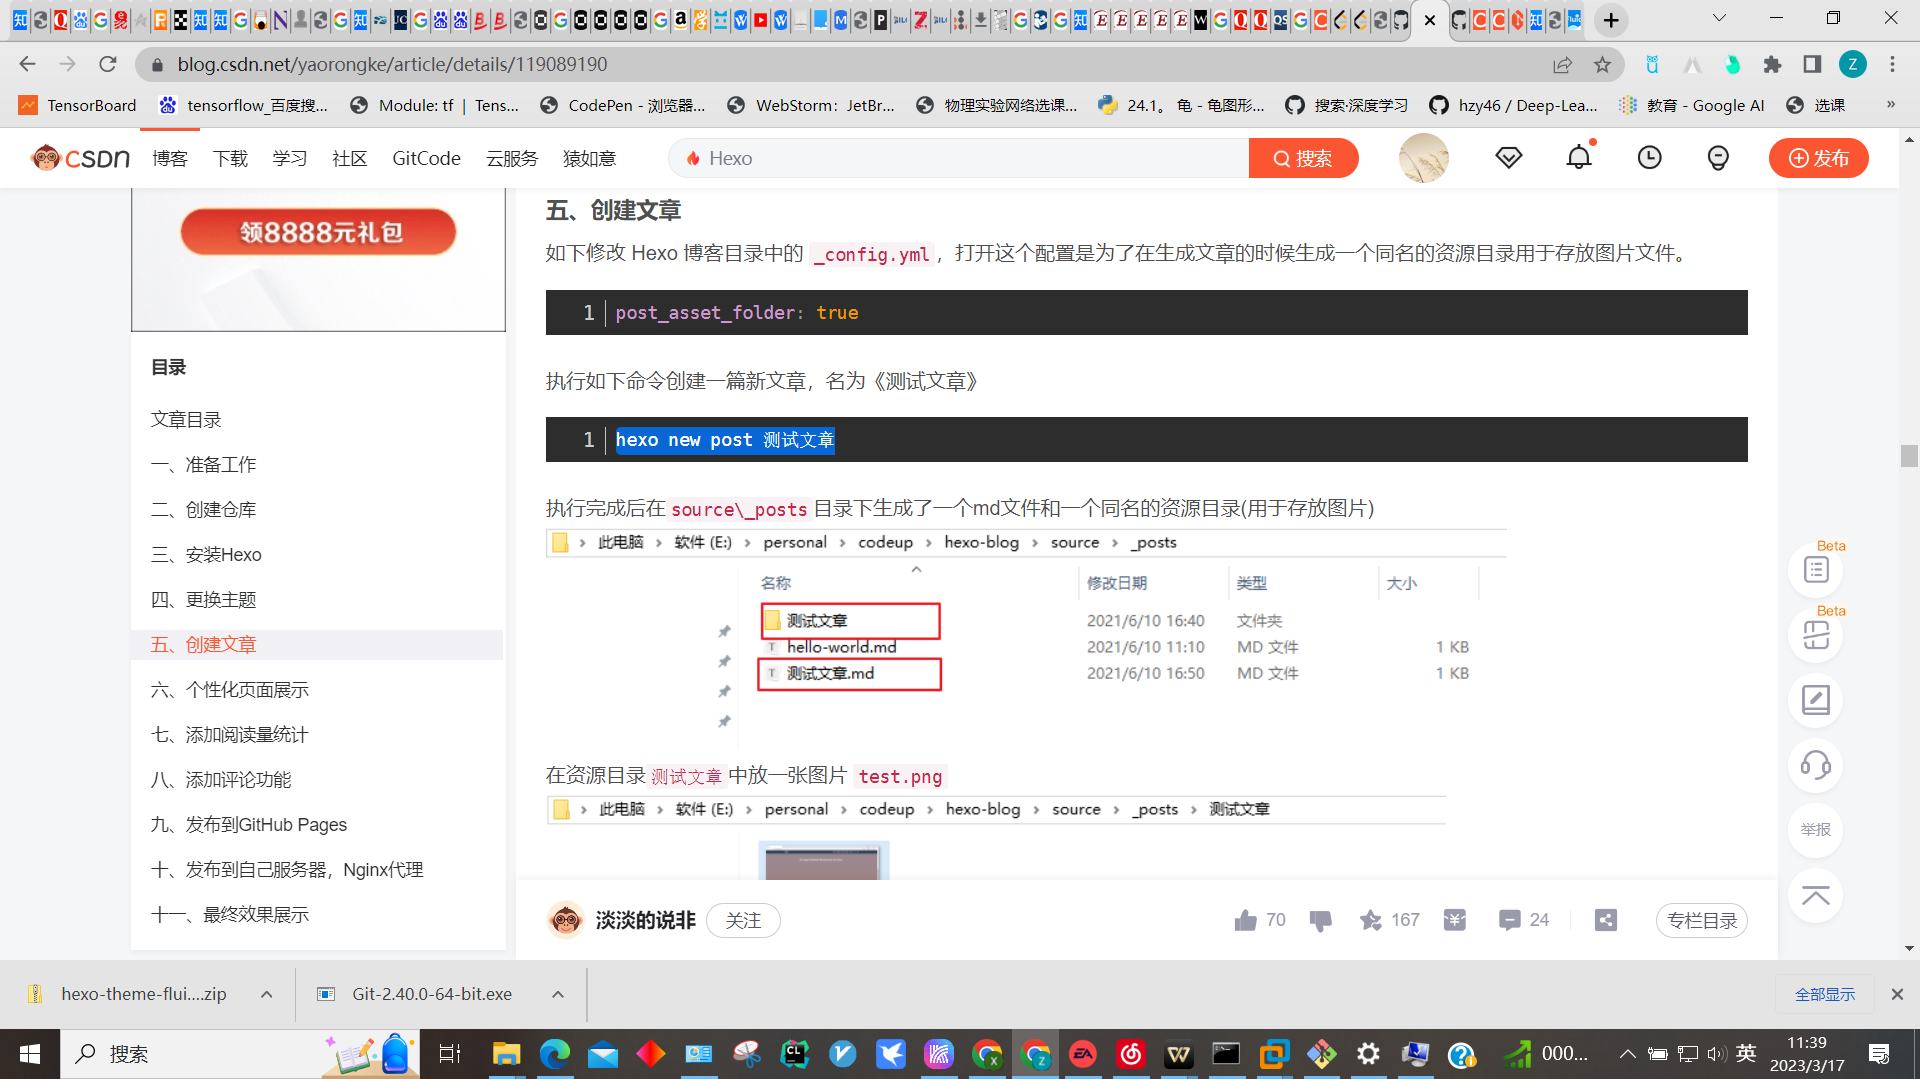 blog.csdn.net/yaorongke/article/details/119089190
Z
TensorBoard
tensorflow_百度搜...
Module: tf | Tens...
CodePen - 浏览器...
WebStorm：JetBr...
物理实验网络选课...
24.1。 龟 - 龟图形...
搜索·深度学习
hzy46 / Deep-Lea...
教育 - Google AI
选课
»
CSDN
博客
下载
学习
社区
GitCode
云服务
猿如意
Hexo
搜索
发布
领8888元礼包
目录
文章目录
一、准备工作
二、创建仓库
三、安装Hexo
四、更换主题
五、创建文章
六、个性化页面展示
七、添加阅读量统计
八、添加评论功能
九、发布到GitHub Pages
十、发布到自己服务器，Nginx代理
十一、最终效果展示
五、创建文章
如下修改 Hexo 博客目录中的 _config.yml，打开这个配置是为了在生成文章的时候生成一个同名的资源目录用于存放图片文件。
1 post_asset_folder: true
执行如下命令创建一篇新文章，名为《测试文章》
1 hexo new post 测试文章
执行完成后在 source\_posts 目录下生成了一个md文件和一个同名的资源目录(用于存放图片)
› 此电脑 › 软件 (E:) › personal › codeup › hexo-blog › source › _posts
名称 修改日期 类型 大小
测试文章 2021/6/10 16:40 文件夹
hello-world.md 2021/6/10 11:10 MD 文件 1 KB
测试文章.md 2021/6/10 16:50 MD 文件 1 KB
在资源目录 测试文章 中放一张图片 test.png
› 此电脑 › 软件 (E:) › personal › codeup › hexo-blog › source › _posts › 测试文章
Beta
Beta
举报
淡淡的说非
关注
70
167
24
专栏目录
hexo-theme-flui....zip
Git-2.40.0-64-bit.exe
全部显示
搜索
000...
英
11:39
2023/3/17